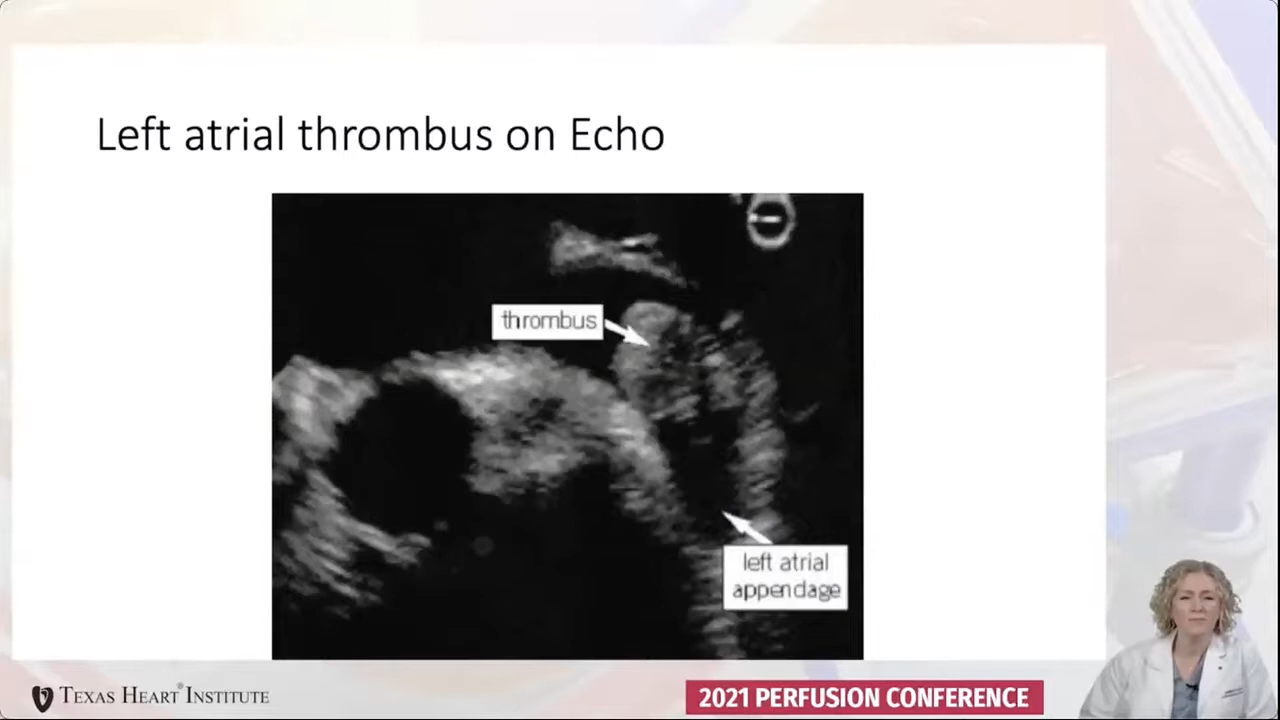 Left atrial thrombus on Echo
thrombus
left atrial
appendage
TEXAS HEART® INSTITUTE
2021 PERFUSION CONFERENCE